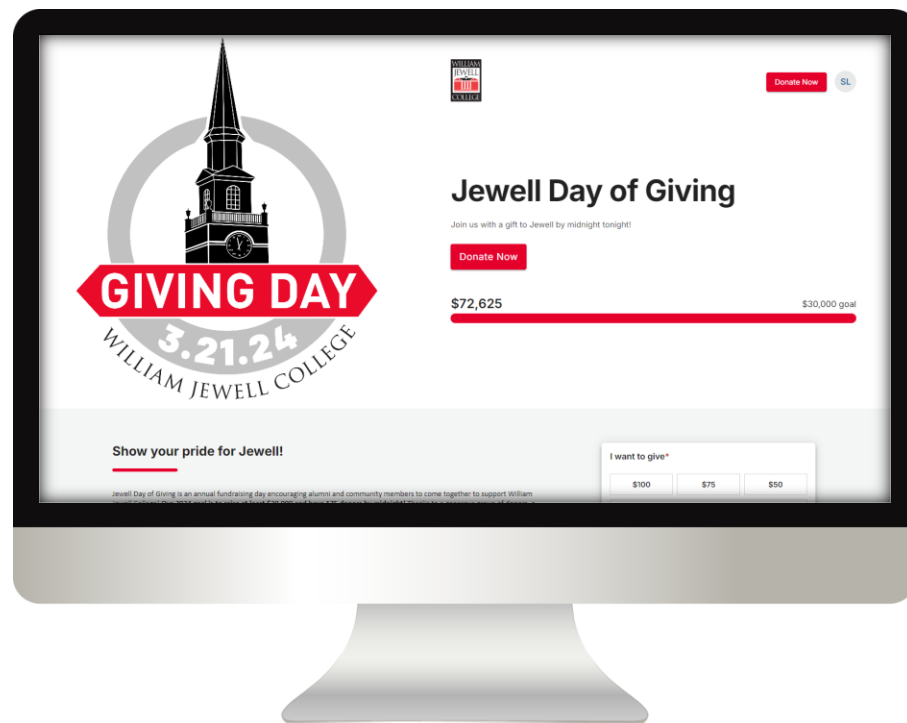 WILLIAM
JEWELL
COLLEGE
Donate Now
SL
Jewell Day of Giving
Join us with a gift to Jewell by midnight tonight!
Donate Now
$72,625
$30,000 goal
GIVING DAY
3.21.24
WILLIAM JEWELL COLLEGE
Show your pride for Jewell!
Jewell Day of Giving is an annual fundraising day encouraging alumni and community members to come together to support William
I want to give*
$100
$75
$50